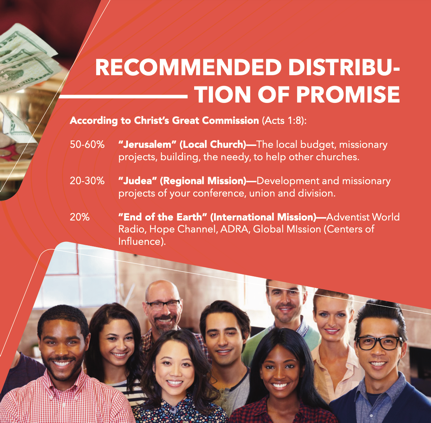 RECOMMENDED DISTRIBU-
TION OF PROMISE
According to Christ's Great Commission (Acts 1:8):
50-60% "Jerusalem" (Local Church)—The local budget, missionary
projects, building, the needy, to help other churches.
20-30% "Judea" (Regional Mission)—Development and missionary
projects of your conference, union and division.
20% "End of the Earth" (International Mission)—Adventist World
Radio, Hope Channel, ADRA, Global MIssion (Centers of
Influence).